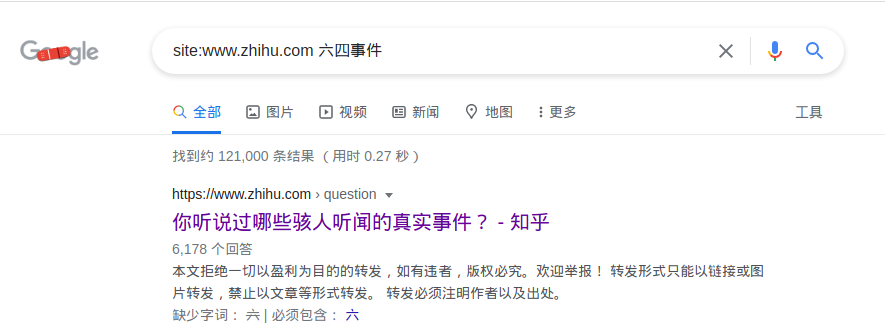 Google
site:www.zhihu.com 六四事件
全部 图片 视频 新闻 地图 更多 工具
找到约 121,000 条结果 （用时 0.27 秒）
https://www.zhihu.com › question
你听说过哪些骇人听闻的真实事件？ - 知乎
6,178 个回答
本文拒绝一切以盈利为目的的转发，如有违者，版权必究。欢迎举报！ 转发形式只能以链接或图
片转发，禁止以文章等形式转发。 转发必须注明作者以及出处。
缺少字词： 六 | 必须包含： 六